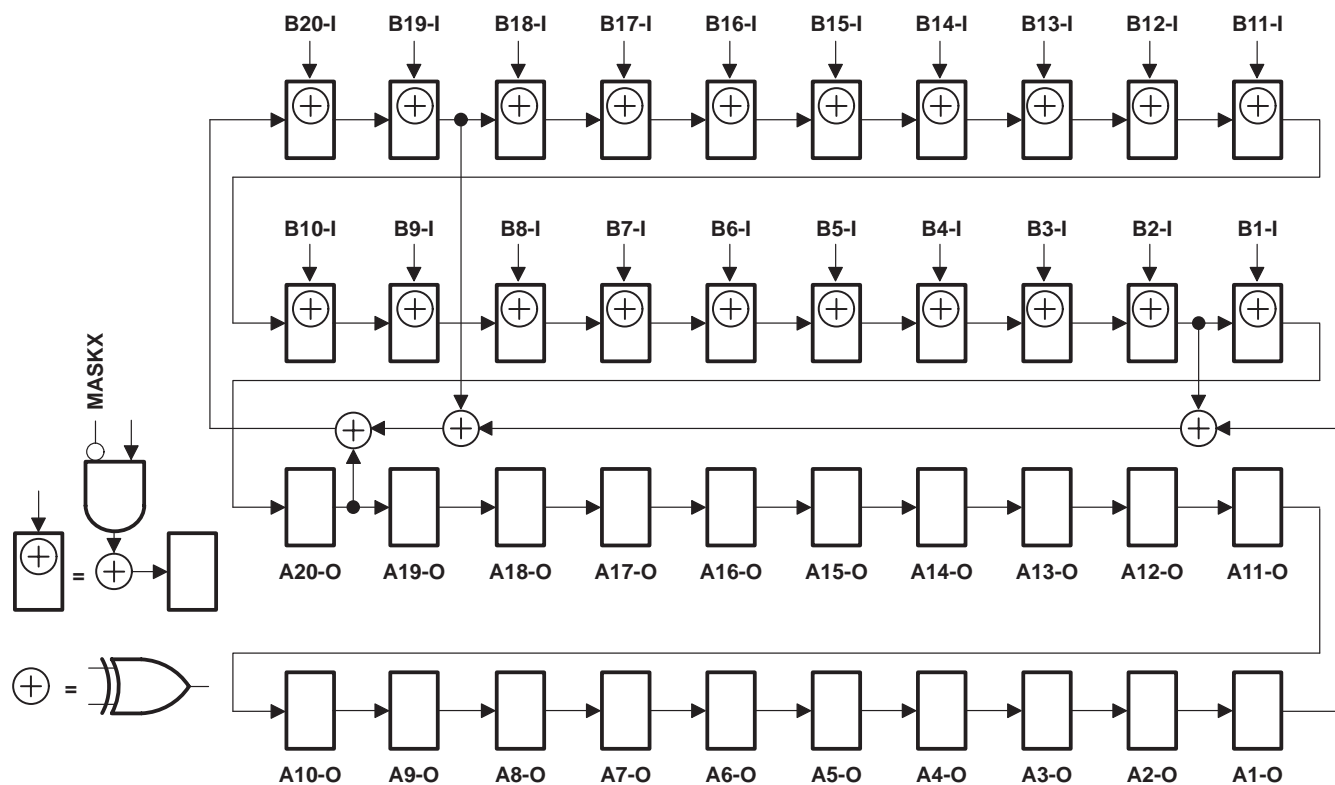 B20-I B19-I B18-I B17-I B16-I B15-I B14-I B13-I B12-I B11-I
B10-I B9-I B8-I B7-I B6-I B5-I B4-I B3-I B2-I B1-I
MASKX
A20-O A19-O A18-O A17-O A16-O A15-O A14-O A13-O A12-O A11-O
=
=
A10-O A9-O A8-O A7-O A6-O A5-O A4-O A3-O A2-O A1-O